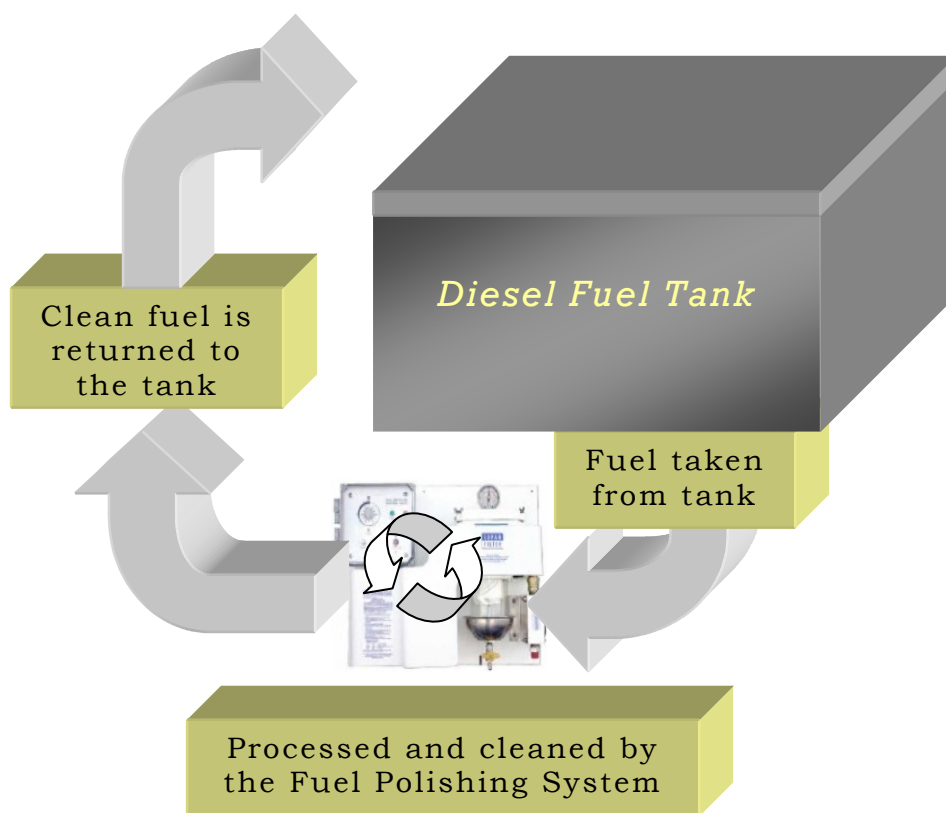 Diesel Fuel Tank
Clean fuel is
returned to
the tank
Fuel taken
from tank
Processed and cleaned by
the Fuel Polishing System